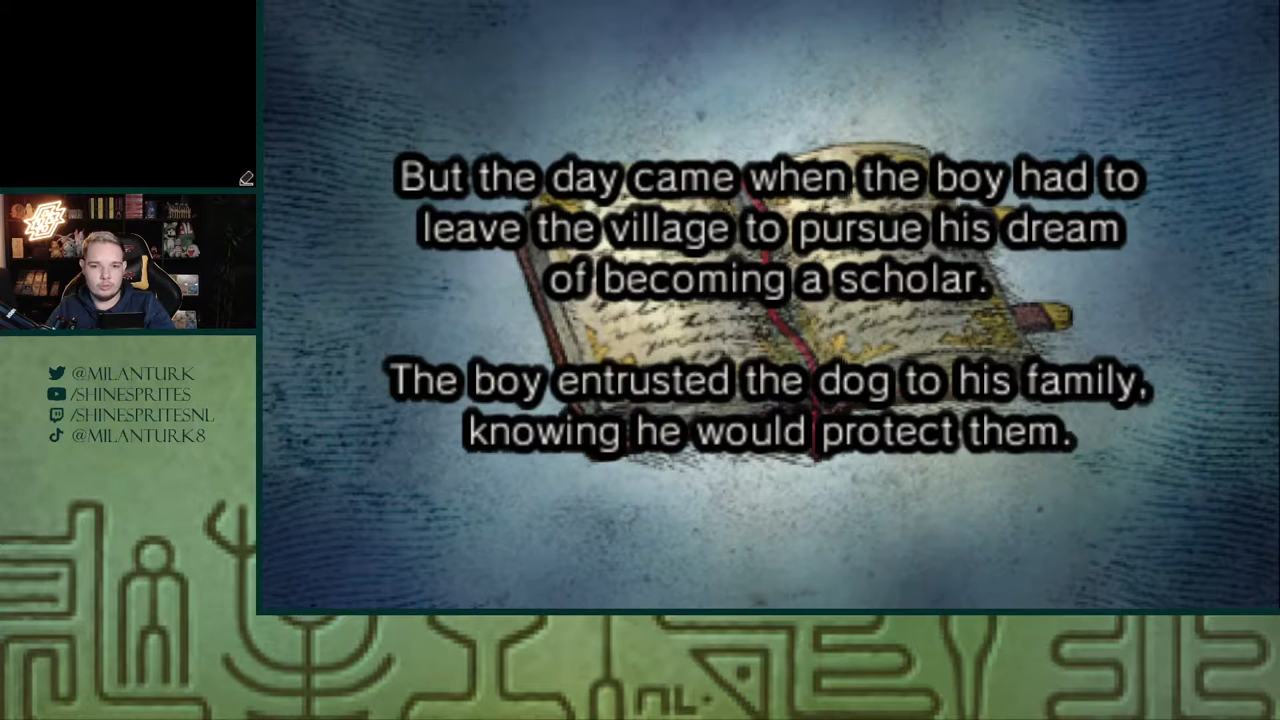 But the day came when the boy had to
leave the village to pursue his dream
of becoming a scholar.
The boy entrusted the dog to his family,
knowing he would protect them.
@MILANTURK
/SHINESPRITES
/SHINESPRITESNL
@MILANTURK8